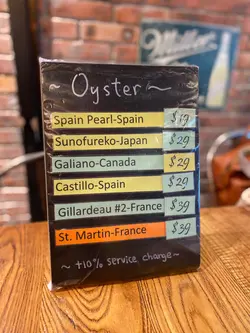 Miller
~ Oyster ~
Spain Pearl-Spain $19
Sunofureko-Japan $29
Galiano-Canada $29
Castillo-Spain $29
Gillardeau #2-France $39
St. Martin-France $39
~ +10% service charge ~